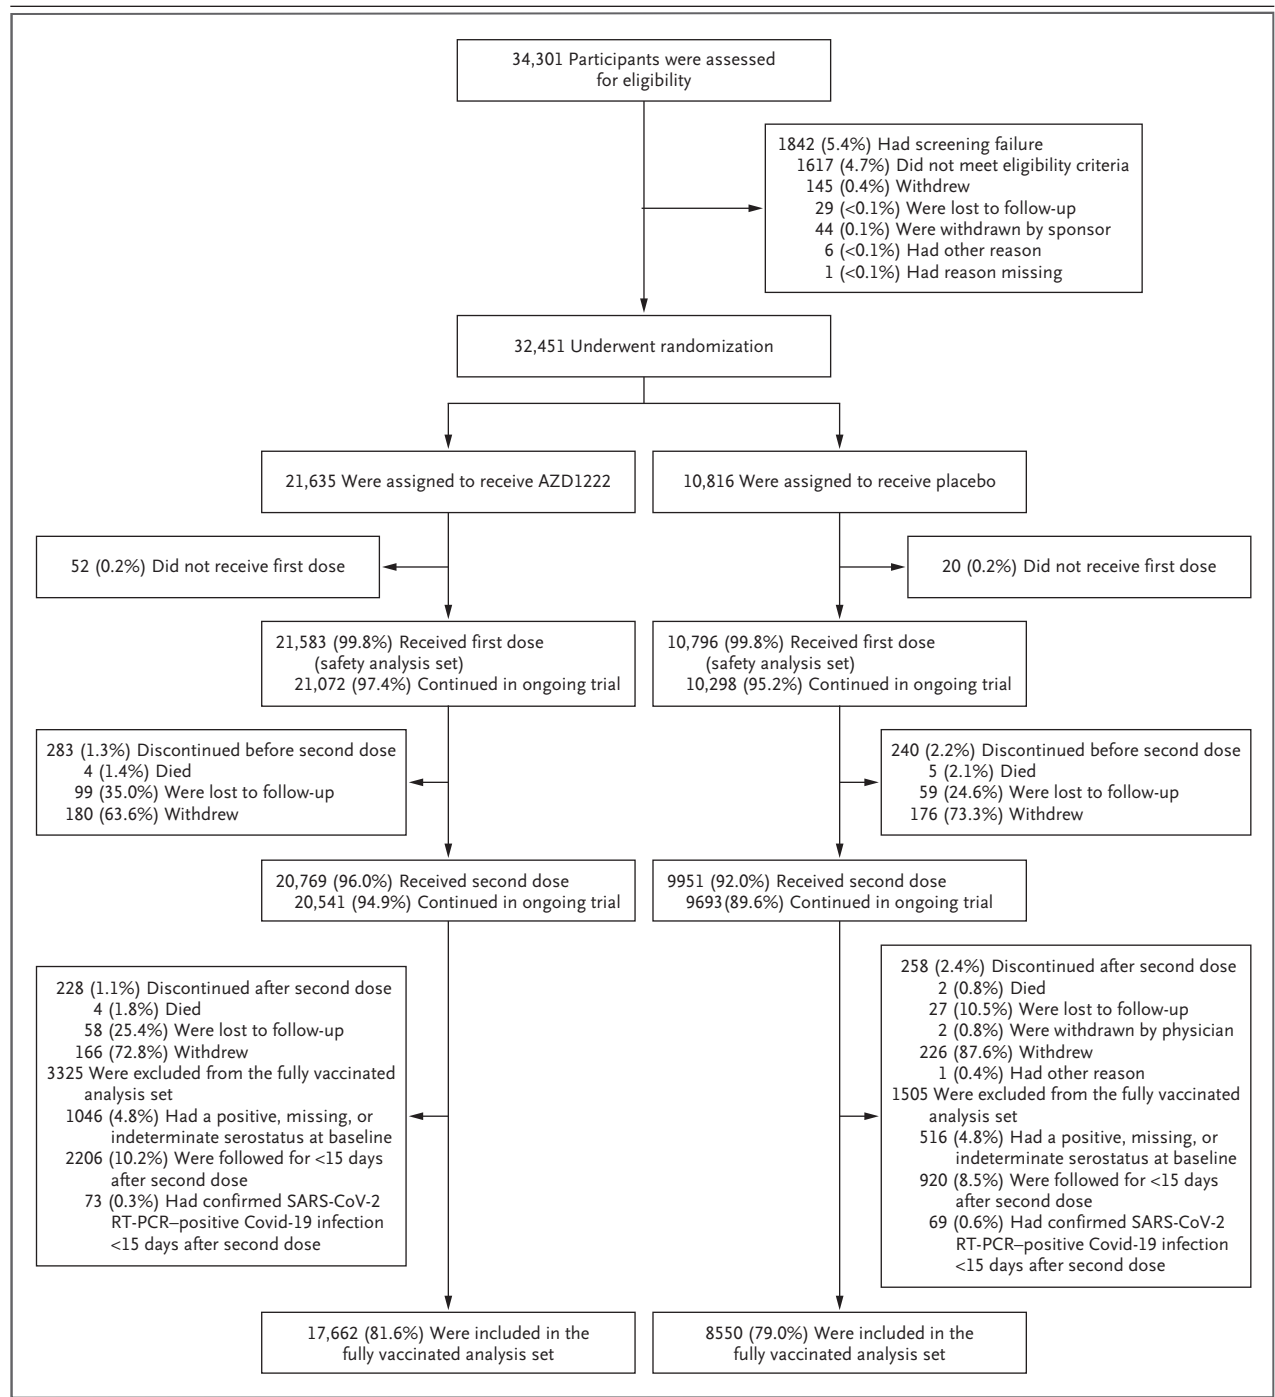 34,301 Participants were assessed
for eligibility
1842 (5.4%) Had screening failure
1617 (4.7%) Did not meet eligibility criteria
145 (0.4%) Withdrew
29 (<0.1%) Were lost to follow-up
44 (0.1%) Were withdrawn by sponsor
6 (<0.1%) Had other reason
1 (<0.1%) Had reason missing
32,451 Underwent randomization
21,635 Were assigned to receive AZD1222
10,816 Were assigned to receive placebo
52 (0.2%) Did not receive first dose
20 (0.2%) Did not receive first dose
21,583 (99.8%) Received first dose
(safety analysis set)
21,072 (97.4%) Continued in ongoing trial
10,796 (99.8%) Received first dose
(safety analysis set)
10,298 (95.2%) Continued in ongoing trial
283 (1.3%) Discontinued before second dose
4 (1.4%) Died
99 (35.0%) Were lost to follow-up
180 (63.6%) Withdrew
240 (2.2%) Discontinued before second dose
5 (2.1%) Died
59 (24.6%) Were lost to follow-up
176 (73.3%) Withdrew
20,769 (96.0%) Received second dose
20,541 (94.9%) Continued in ongoing trial
9951 (92.0%) Received second dose
9693(89.6%) Continued in ongoing trial
228 (1.1%) Discontinued after second dose
4 (1.8%) Died
58 (25.4%) Were lost to follow-up
166 (72.8%) Withdrew
3325 Were excluded from the fully vaccinated
analysis set
1046 (4.8%) Had a positive, missing, or
indeterminate serostatus at baseline
2206 (10.2%) Were followed for <15 days
after second dose
73 (0.3%) Had confirmed SARS-CoV-2
RT-PCR–positive Covid-19 infection
<15 days after second dose
258 (2.4%) Discontinued after second dose
2 (0.8%) Died
27 (10.5%) Were lost to follow-up
2 (0.8%) Were withdrawn by physician
226 (87.6%) Withdrew
1 (0.4%) Had other reason
1505 Were excluded from the fully vaccinated
analysis set
516 (4.8%) Had a positive, missing, or
indeterminate serostatus at baseline
920 (8.5%) Were followed for <15 days
after second dose
69 (0.6%) Had confirmed SARS-CoV-2
RT-PCR–positive Covid-19 infection
<15 days after second dose
17,662 (81.6%) Were included in the
fully vaccinated analysis set
8550 (79.0%) Were included in the
fully vaccinated analysis set